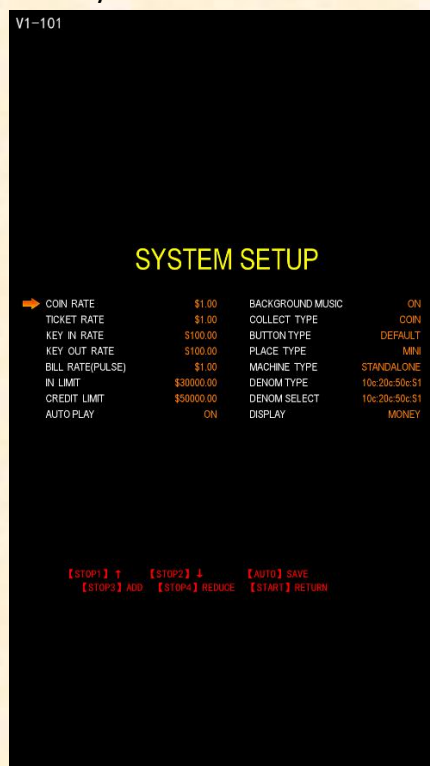 V1-101
SYSTEM SETUP
COIN RATE $1.00 BACKGROUND MUSIC ON
TICKET RATE $1.00 COLLECT TYPE COIN
KEY IN RATE $100.00 BUTTON TYPE DEFAULT
KEY OUT RATE $100.00 PLACE TYPE MINI
BILL RATE(PULSE) $1.00 MACHINE TYPE STANDALONE
IN LIMIT $30000.00 DENOM TYPE 10c:20c:50c:$1
CREDIT LIMIT $50000.00 DENOM SELECT 10c:20c:50c:$1
AUTO PLAY ON DISPLAY MONEY
【STOP1】↑ 【STOP2】↓ 【AUTO】SAVE
【STOP3】ADD 【STOP4】REDUCE 【START】RETURN